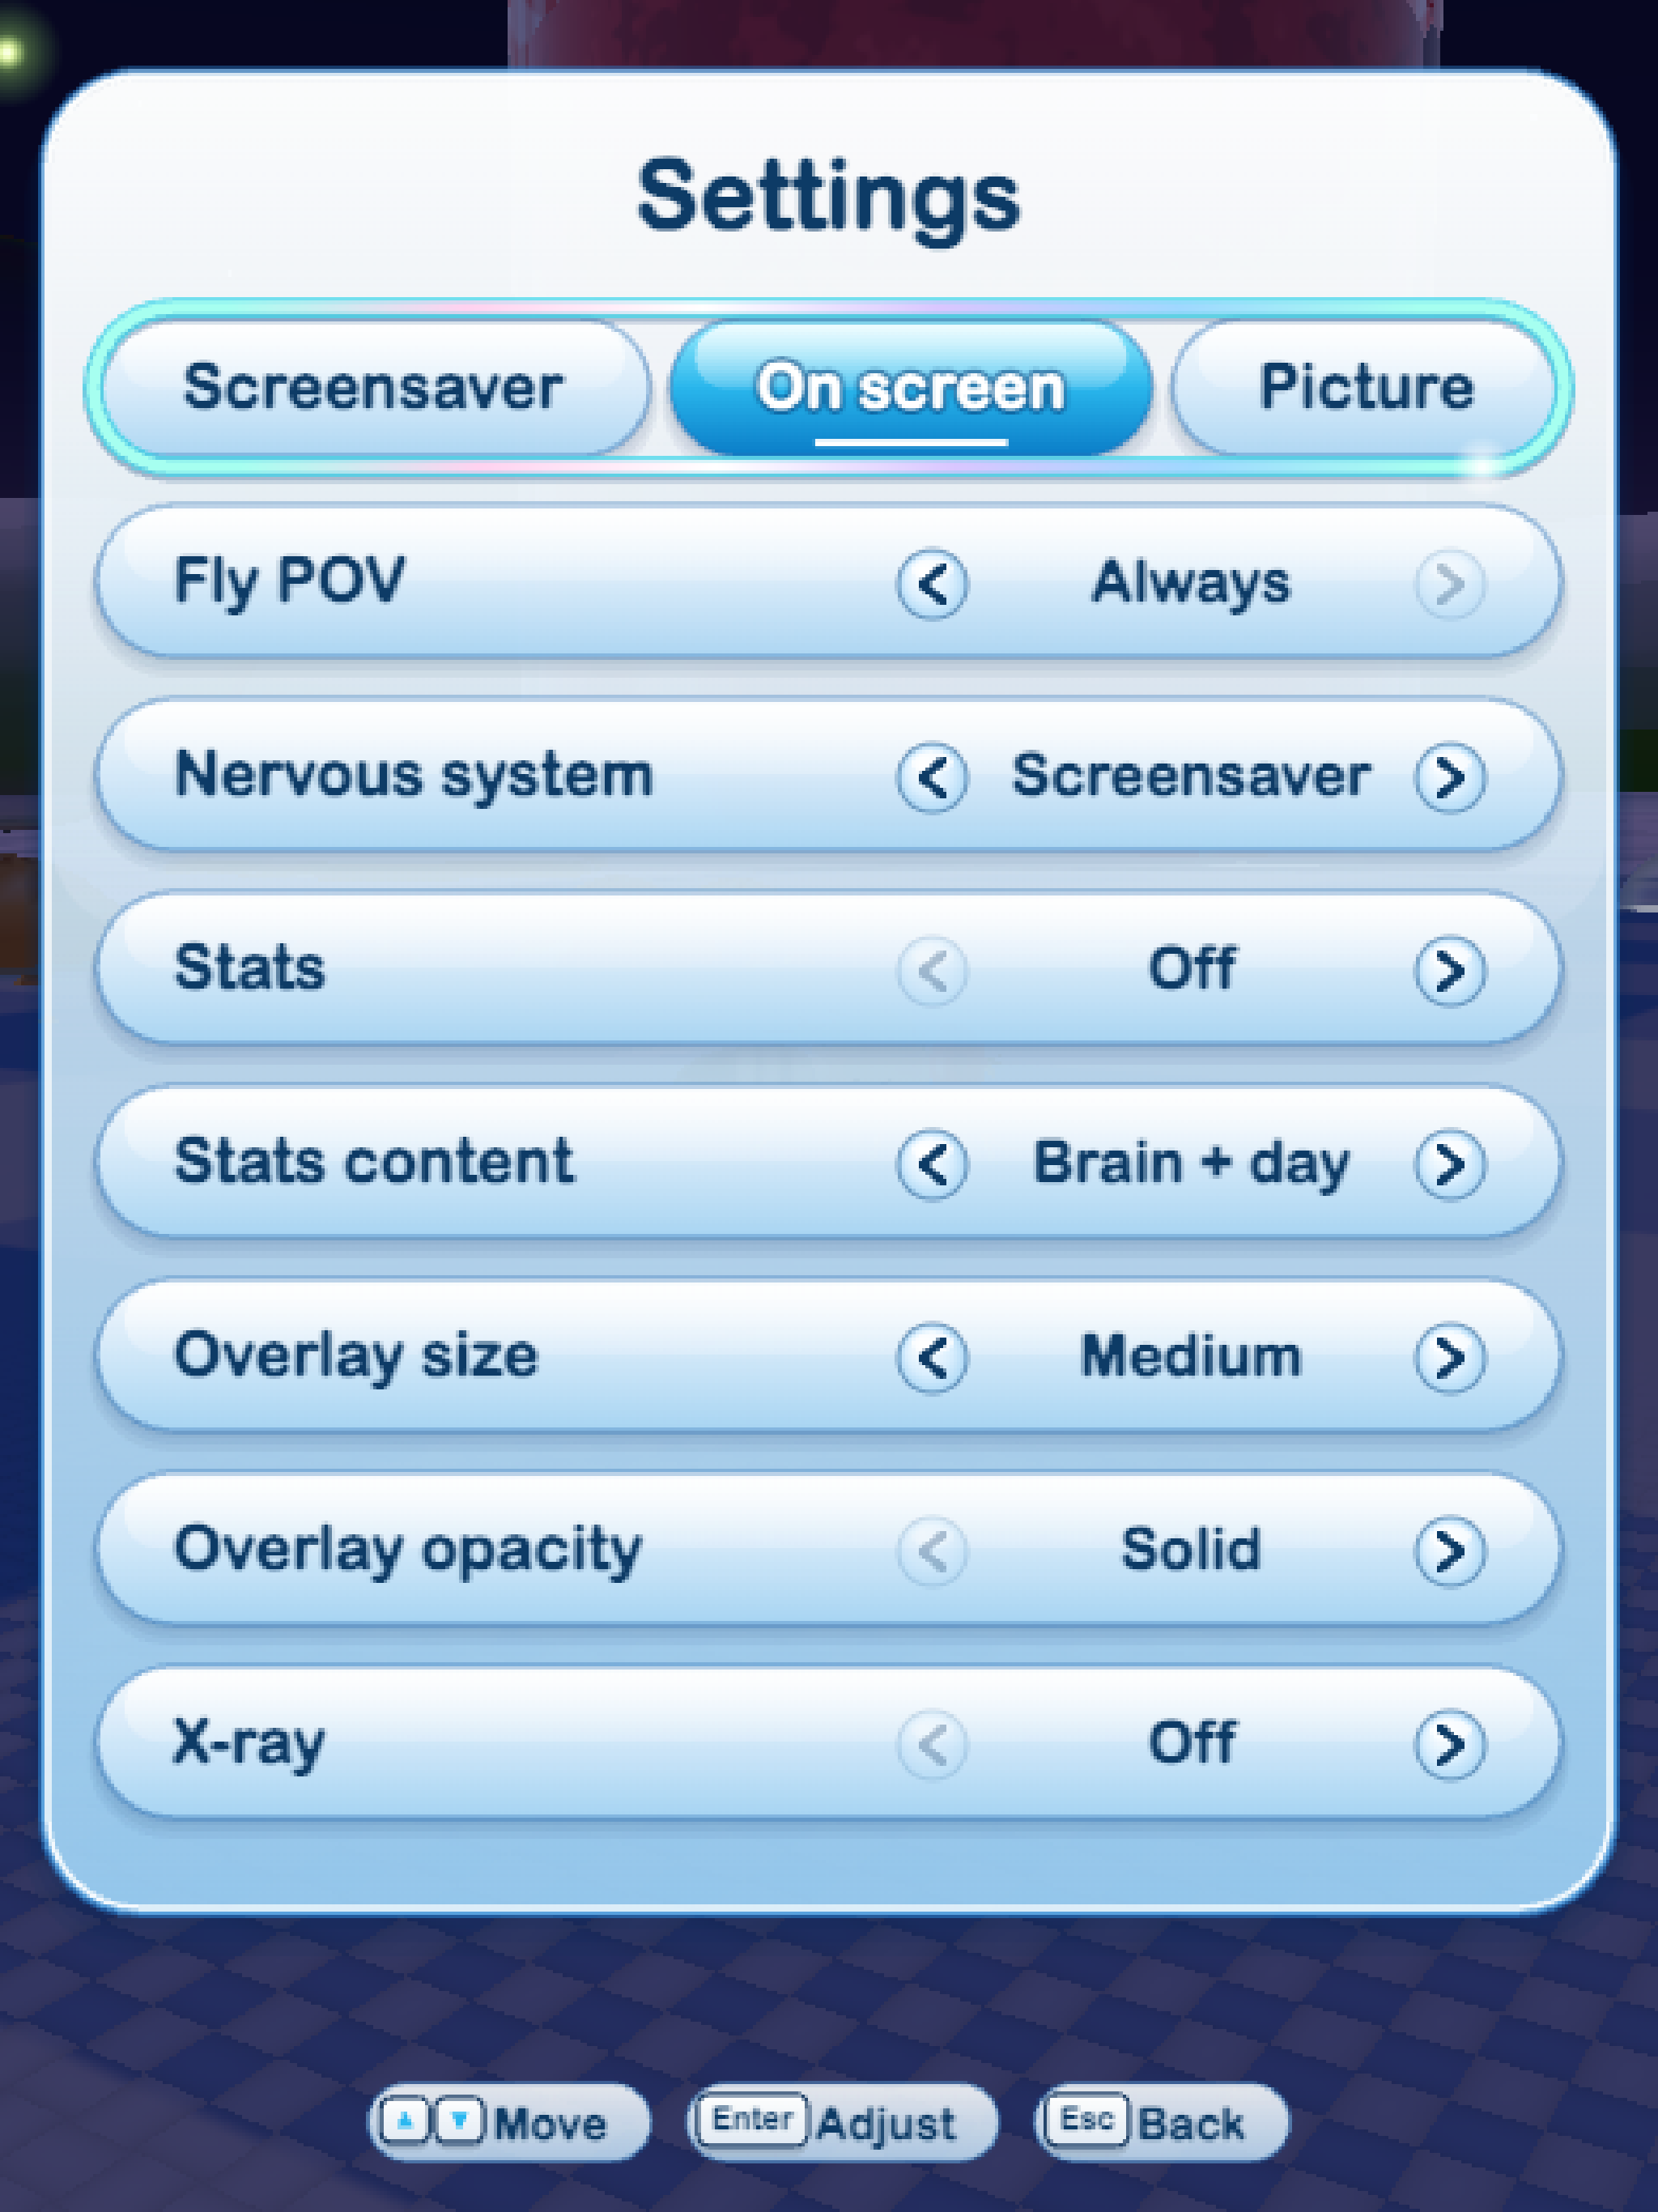 Settings
Screensaver On screen Picture
Fly POV < Always >
Nervous system < Screensaver >
Stats < Off >
Stats content < Brain + day >
Overlay size < Medium >
Overlay opacity < Solid >
X-ray < Off >
▲ ▼ Move Enter Adjust Esc Back